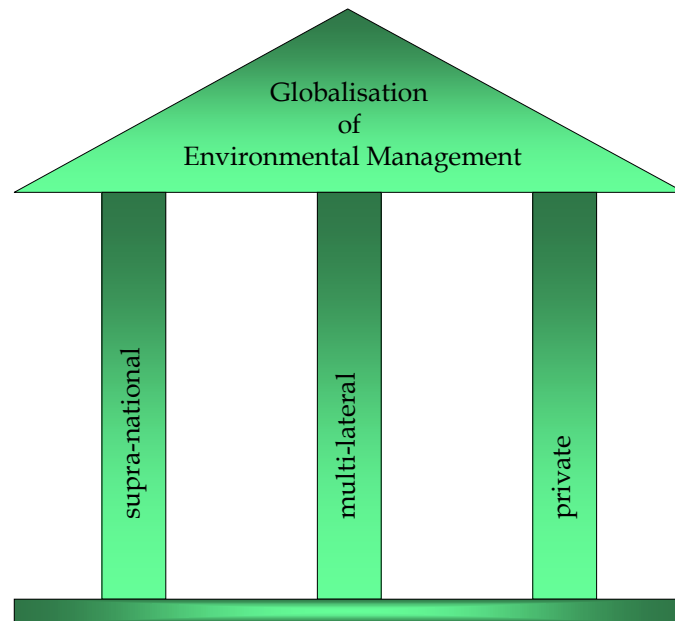 Globalisation
of
Environmental Management
supra-national
multi-lateral
private